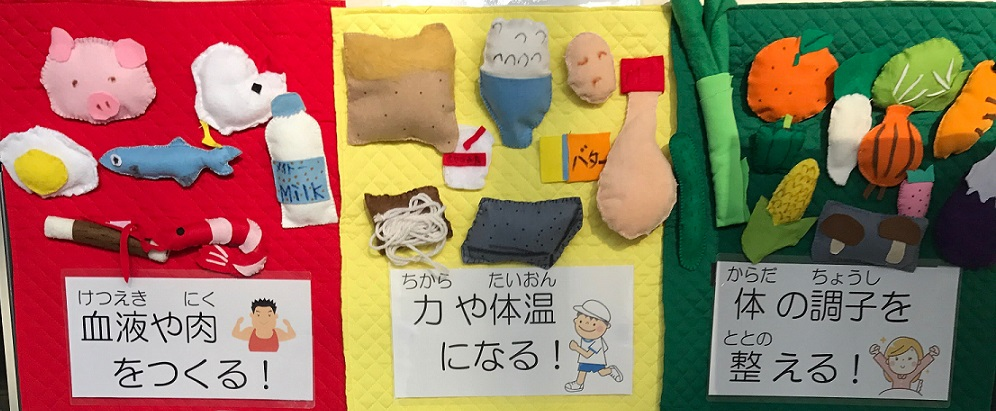 MILK
バター
けつえき にく
血液や肉
をつくる！
ちから たいおん
力や体温
になる！
からだ ちょうし
体の調子を
ととの
整える！